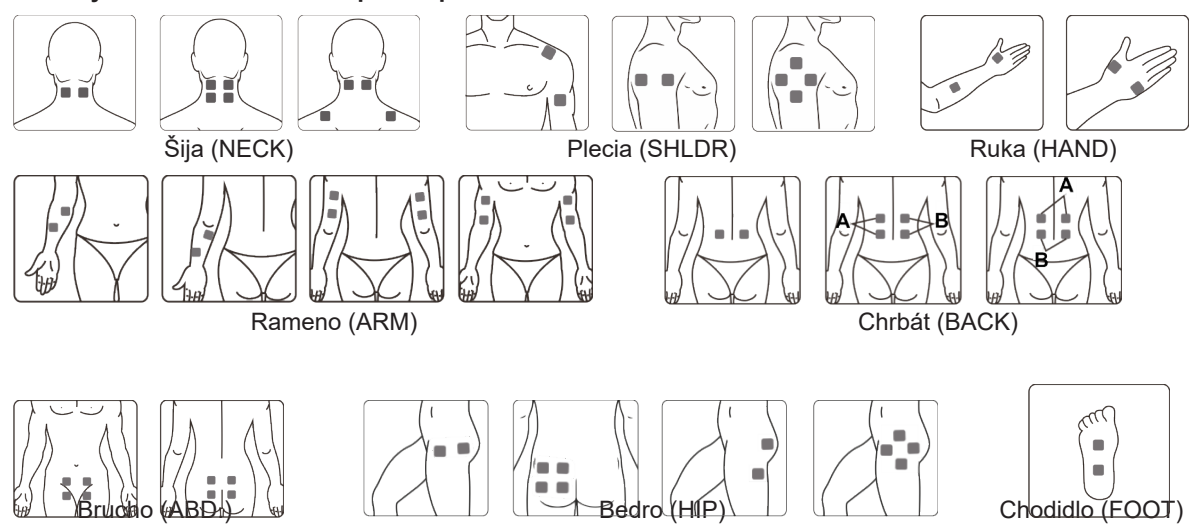 Šija (NECK)
Plecia (SHLDR)
Ruka (HAND)
A
B
A
B
Rameno (ARM)
Chrbát (BACK)
Brucho (ABD.)
Bedro (HIP)
Chodidlo (FOOT)